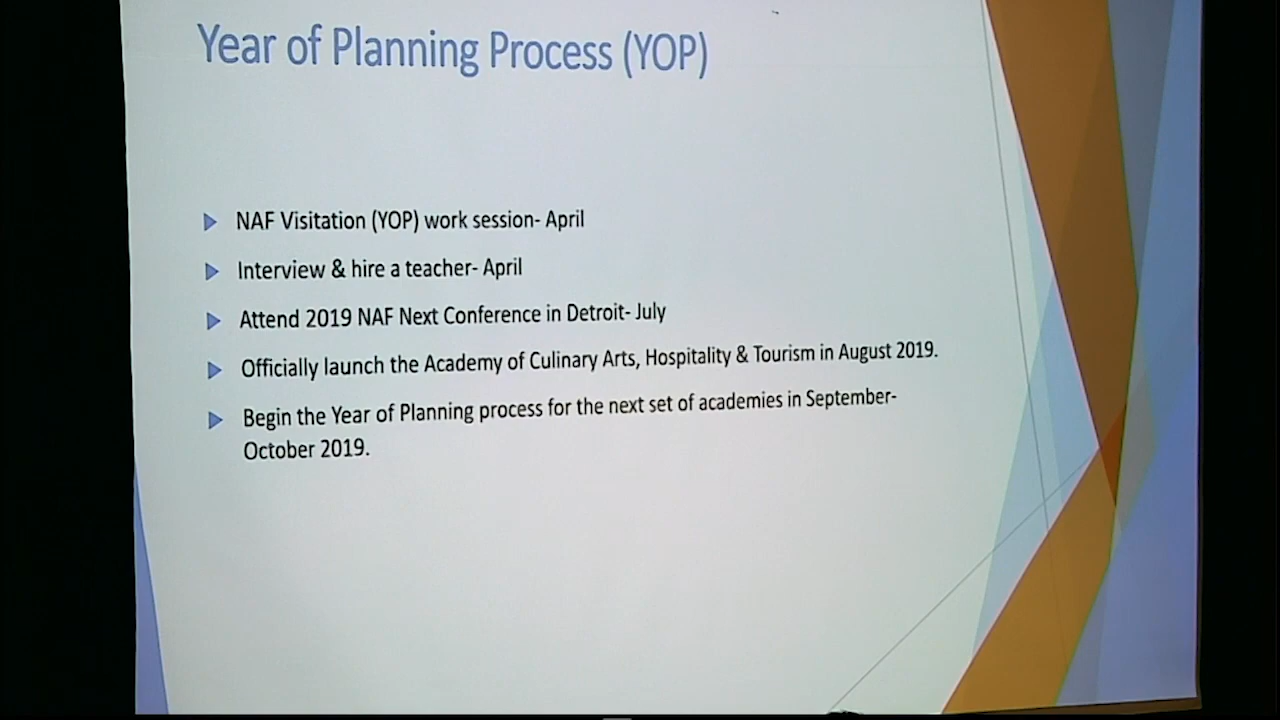 Year of Planning Process (YOP)
NAF Visitation (YOP) work session- April
Interview & hire a teacher- April
Attend 2019 NAF Next Conference in Detroit- July
Officially launch the Academy of Culinary Arts, Hospitality & Tourism in August 2019.
Begin the Year of Planning process for the next set of academies in September-
October 2019.